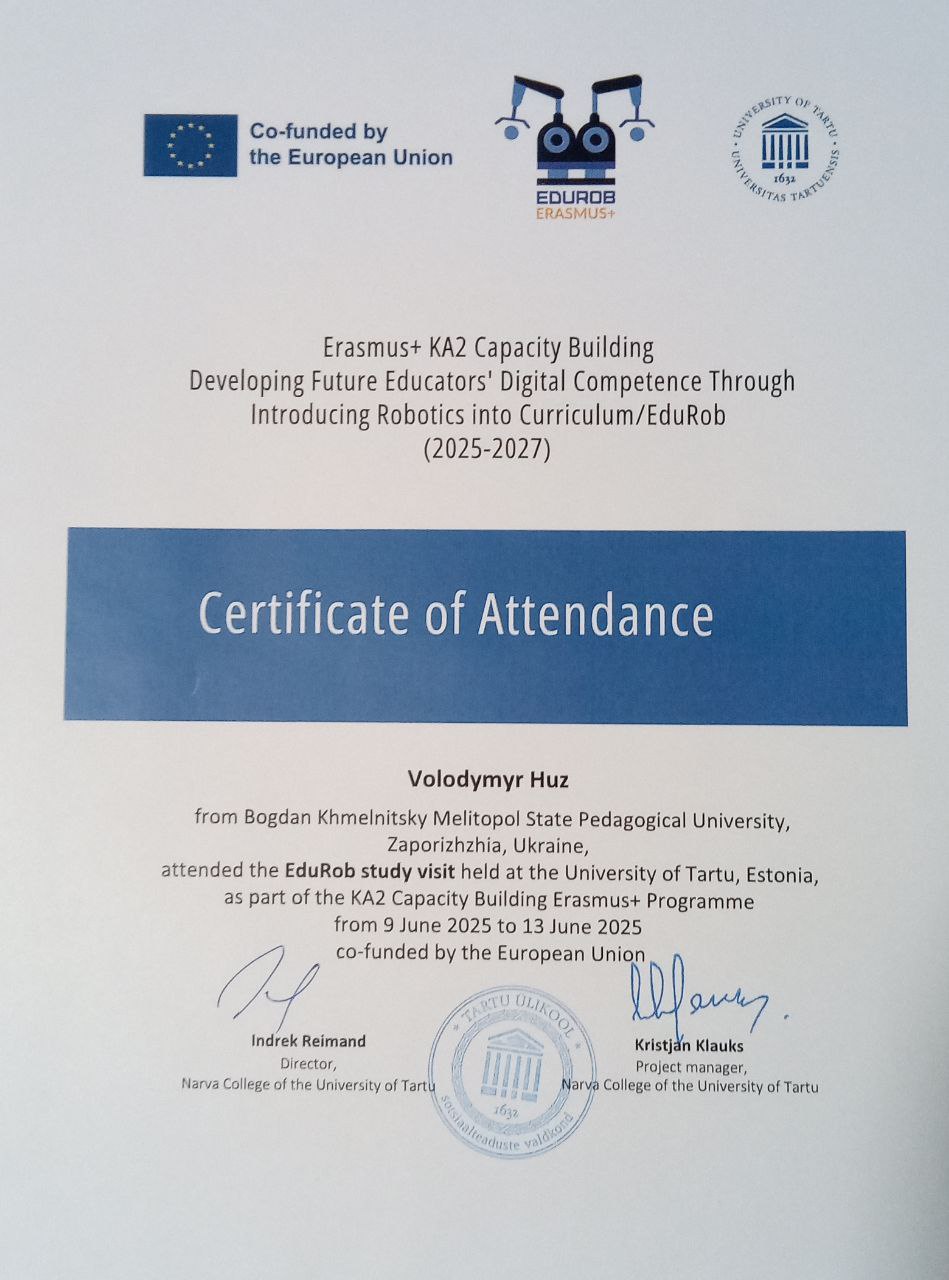 Co-funded by
the European Union
EDUROB
ERASMUS+
UNIVERSITY OF TARTU
UNIVERSITAS TARTUENSIS
1632
Erasmus+ KA2 Capacity Building
Developing Future Educators' Digital Competence Through
Introducing Robotics into Curriculum/EduRob
(2025-2027)
Certificate of Attendance
Volodymyr Huz
from Bogdan Khmelnitsky Melitopol State Pedagogical University,
Zaporizhzhia, Ukraine,
attended the EduRob study visit held at the University of Tartu, Estonia,
as part of the KA2 Capacity Building Erasmus+ Programme
from 9 June 2025 to 13 June 2025
co-funded by the European Union
Indrek Reimand
Director,
Narva College of the University of Tartu
TARTU ÜLIKOOL
1632
sotsiaalteaduste valdkond
Kristjan Klauks
Project manager,
Narva College of the University of Tartu